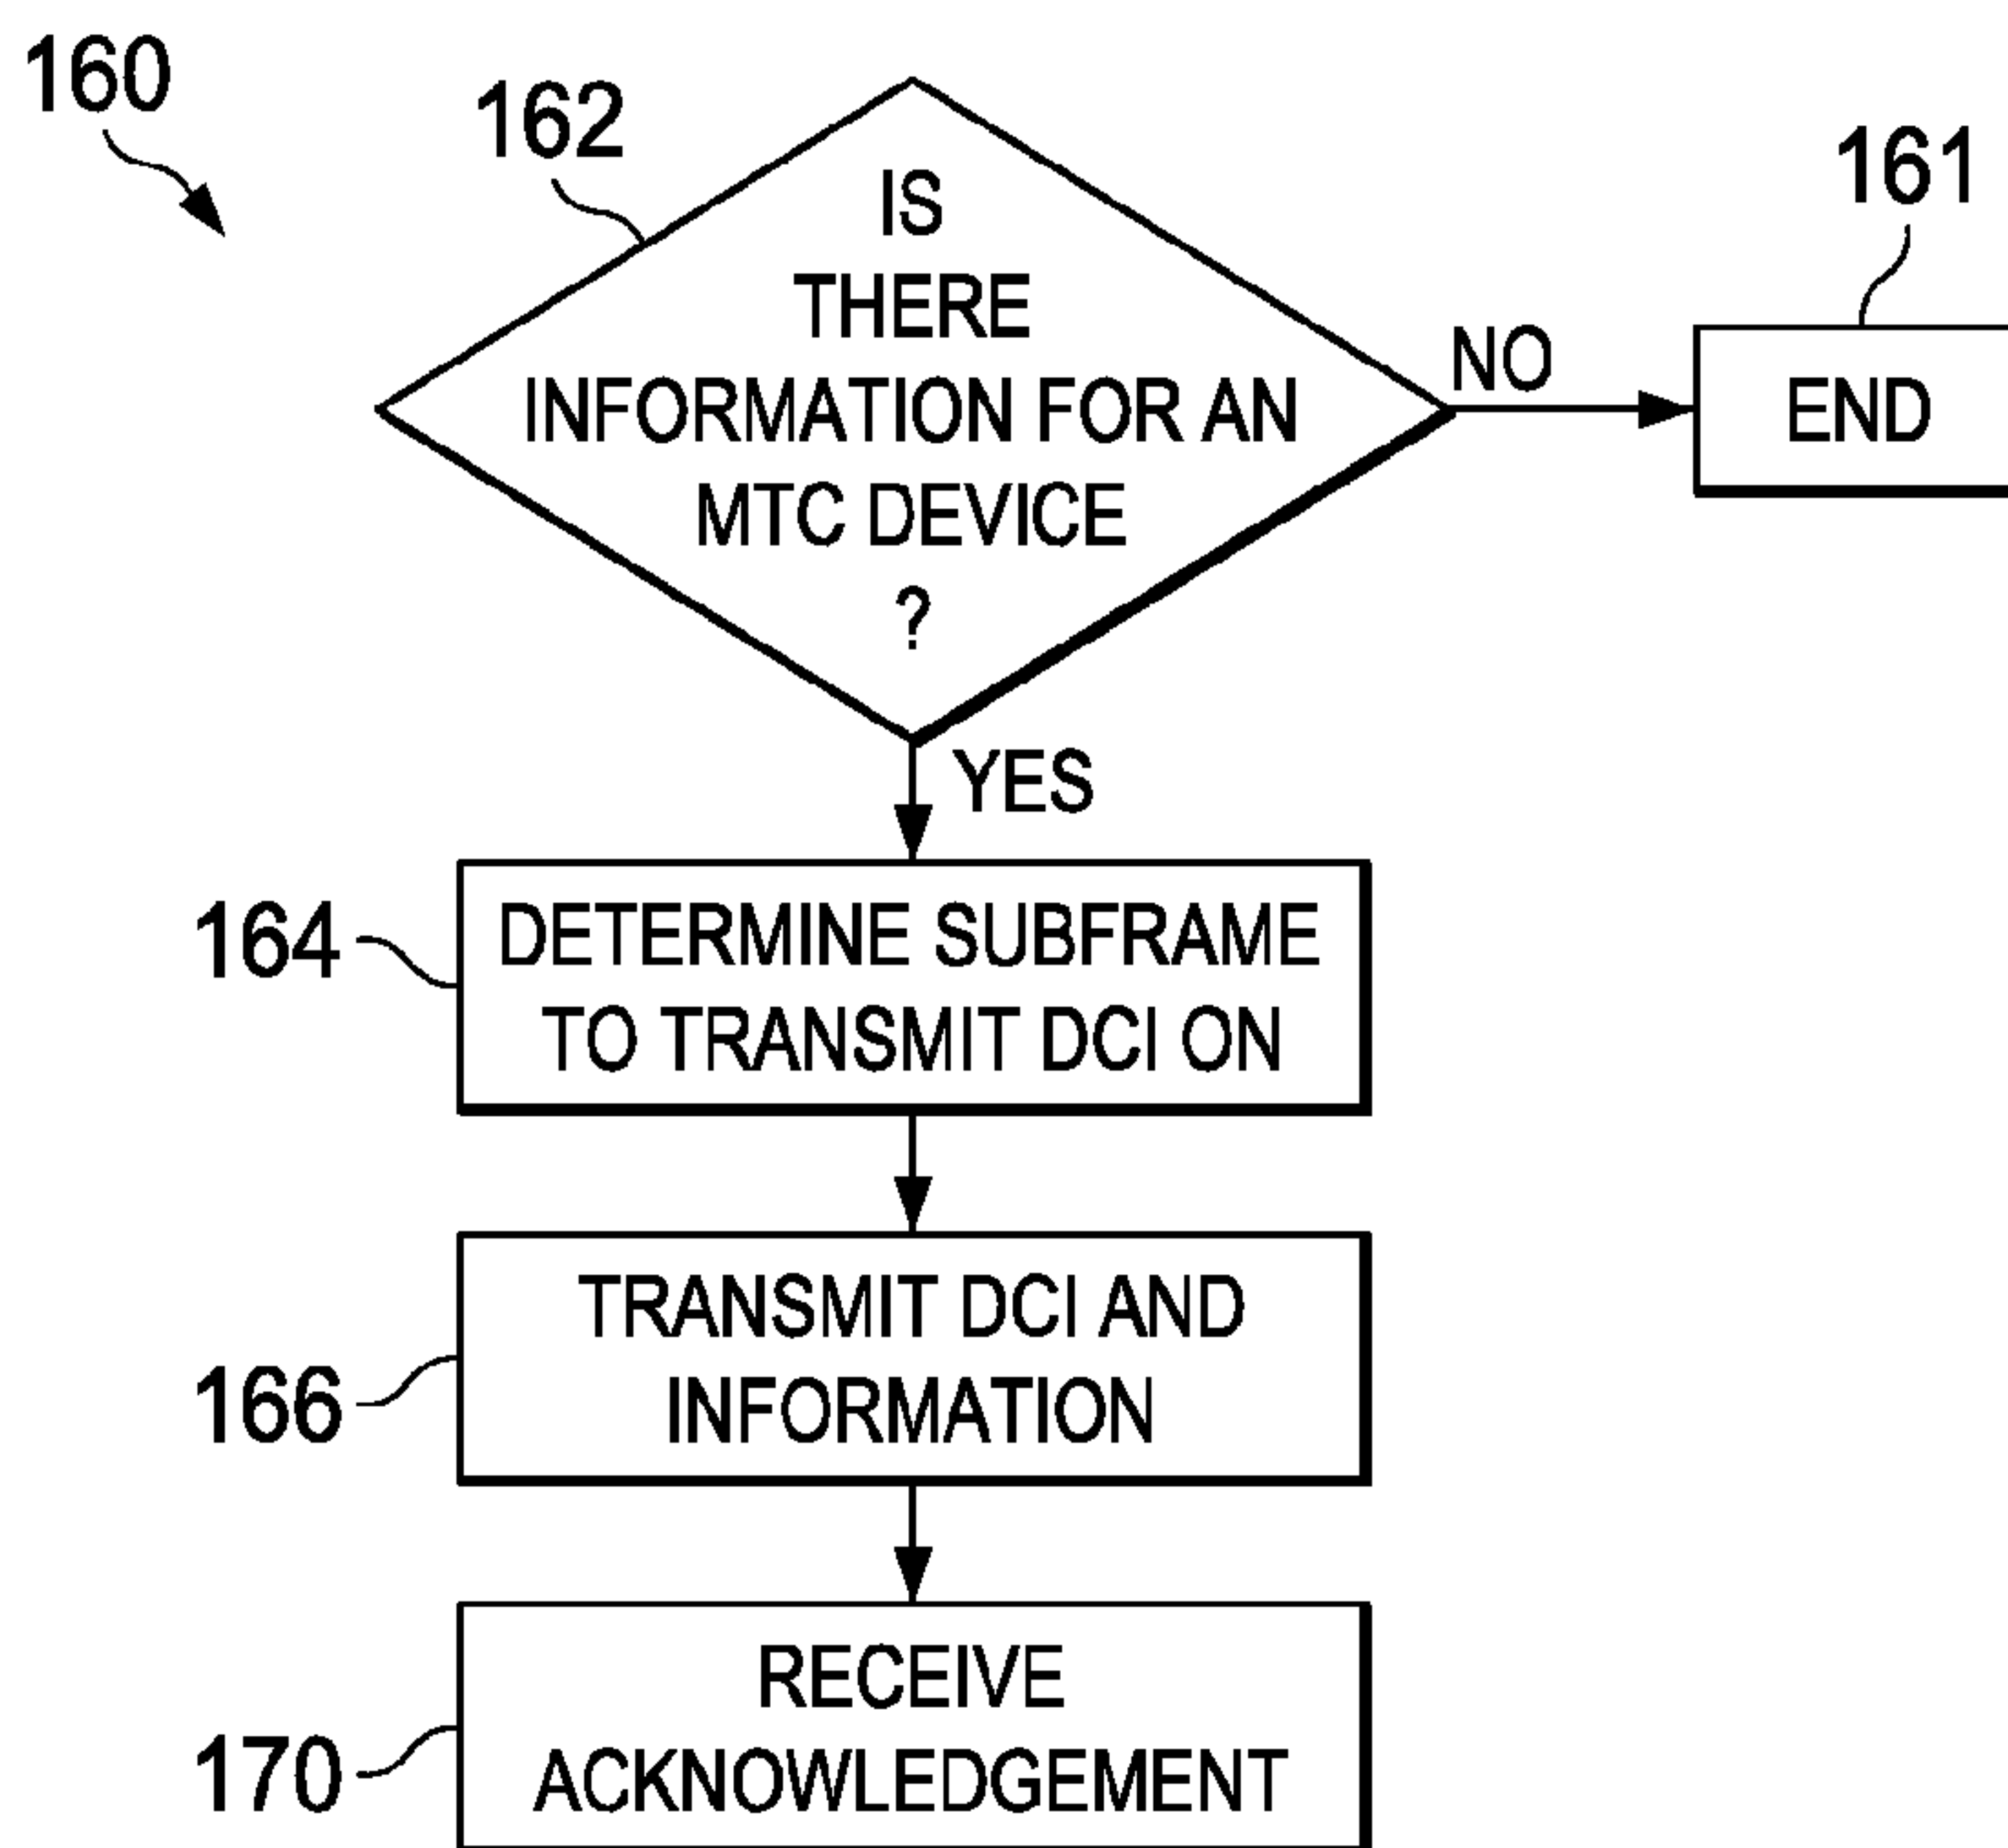 160
162
161
IS
THERE
INFORMATION FOR AN
MTC DEVICE
?
NO
END
YES
164
DETERMINE SUBFRAME
TO TRANSMIT DCI ON
166
TRANSMIT DCI AND
INFORMATION
170
RECEIVE
ACKNOWLEDGEMENT